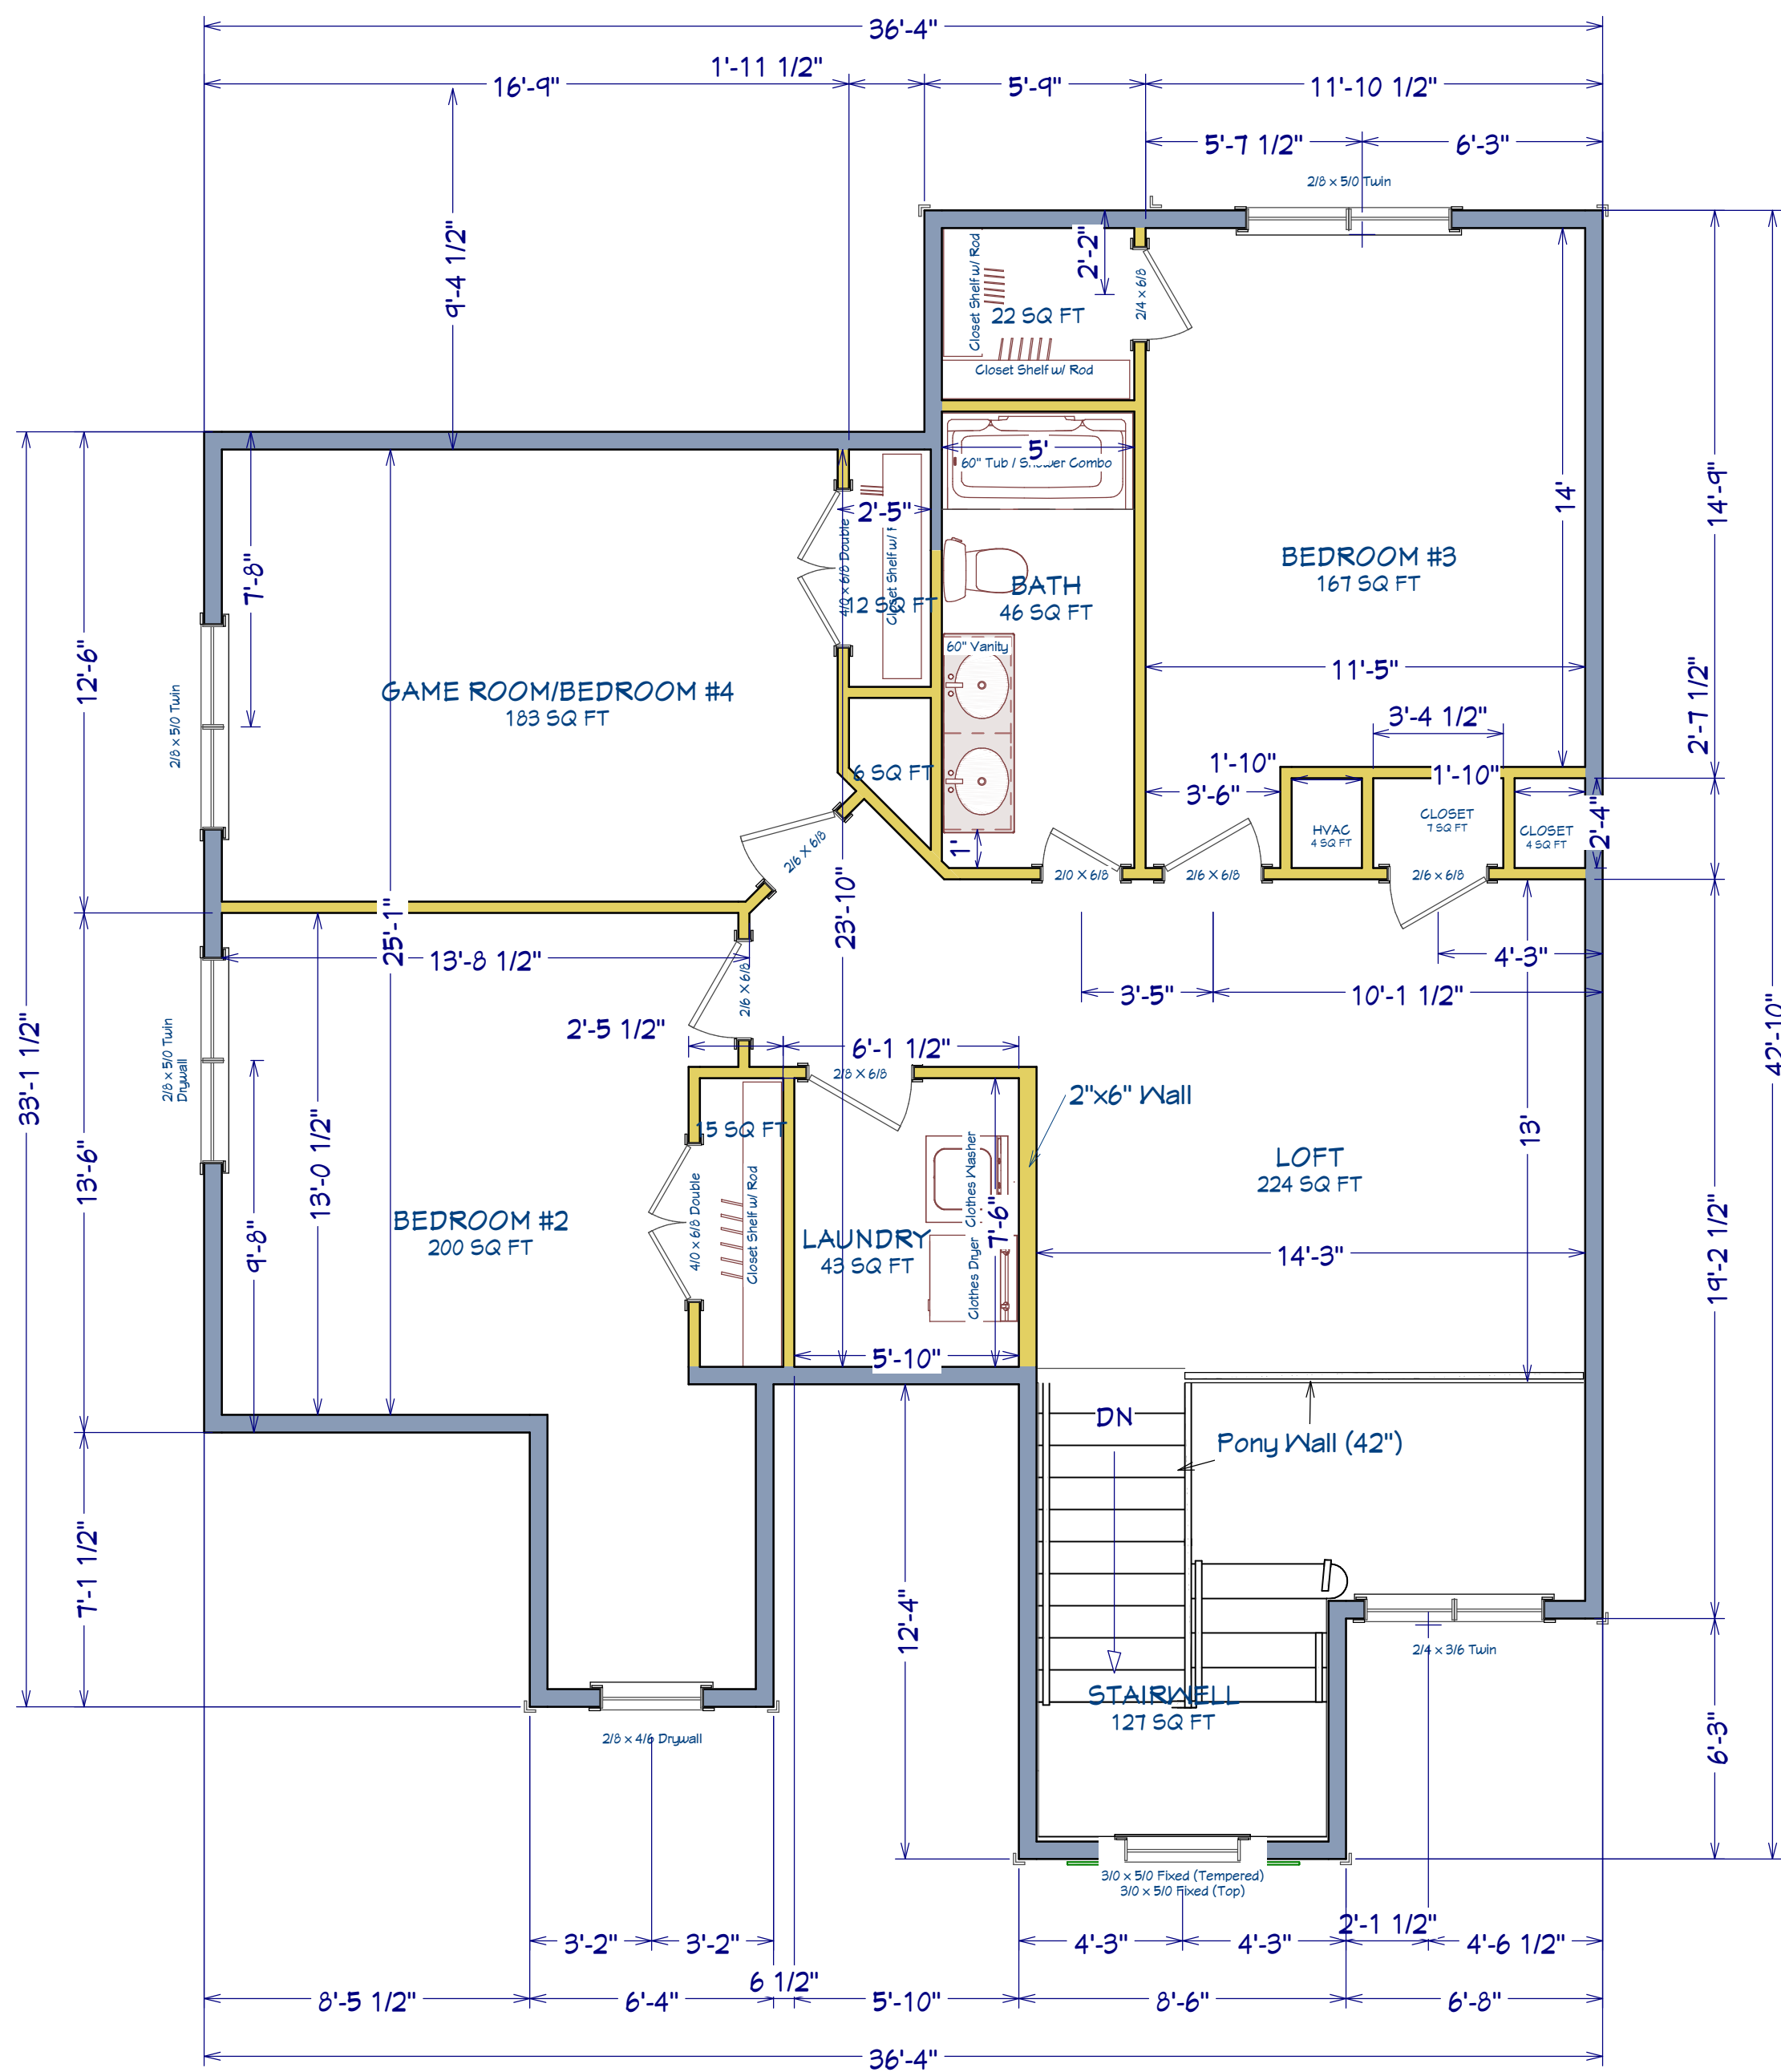 36'-4"
1'-11 1/2"
16'-9"
5'-9"
11'-10 1/2"
5'-7 1/2"
6'-3"
2/8 x 5/0 Twin
9'-4 1/2"
2'-2"
Closet Shelf w/ Rod
2/4 x 6/8
22 SQ FT
Closet Shelf w/ Rod
5'
60" Tub / Shower Combo
14'
14'-9"
2'-5"
4/0 x 6/8 Double
Closet Shelf w/
12 SQ FT
7'-8"
BATH
46 SQ FT
BEDROOM #3
167 SQ FT
60" Vanity
11'-5"
12'-6"
2/8 x 5/0 Twin
GAME ROOM/BEDROOM #4
183 SQ FT
3'-4 1/2"
2'-7 1/2"
6 SQ FT
1'-10"
1'-10"
3'-6"
HVAC
4 SQ FT
CLOSET
7 SQ FT
CLOSET
4 SQ FT
2'-4"
1'
2/6 X 6/8
2/0 X 6/8
2/6 X 6/8
2/6 X 6/8
23'-10"
25'-1"
13'-8 1/2"
2/6 X 6/8
4'-3"
3'-5"
10'-1 1/2"
42'-10"
33'-1 1/2"
2/8 x 5/0 Twin
Drywall
2'-5 1/2"
6'-1 1/2"
2/8 X 6/8
2"x6" Wall
13'-6"
13'-0 1/2"
15 SQ FT
Clothes Washer
13'
LOFT
224 SQ FT
9'-8"
BEDROOM #2
200 SQ FT
4/0 x 6/8 Double
Closet Shelf w/ Rod
LAUNDRY
43 SQ FT
7'-6"
Clothes Dryer
14'-3"
19'-2 1/2"
5'-10"
DN
Pony Wall (42")
7'-1 1/2"
12'-4"
2/4 x 3/6 Twin
STAIRWELL
127 SQ FT
6'-3"
2/8 x 4/6 Drywall
3/0 x 5/0 Fixed (Tempered)
3/0 x 5/0 Fixed (Top)
2'-1 1/2"
3'-2"
3'-2"
4'-3"
4'-3"
4'-6 1/2"
6 1/2"
8'-5 1/2"
6'-4"
5'-10"
8'-6"
6'-8"
36'-4"